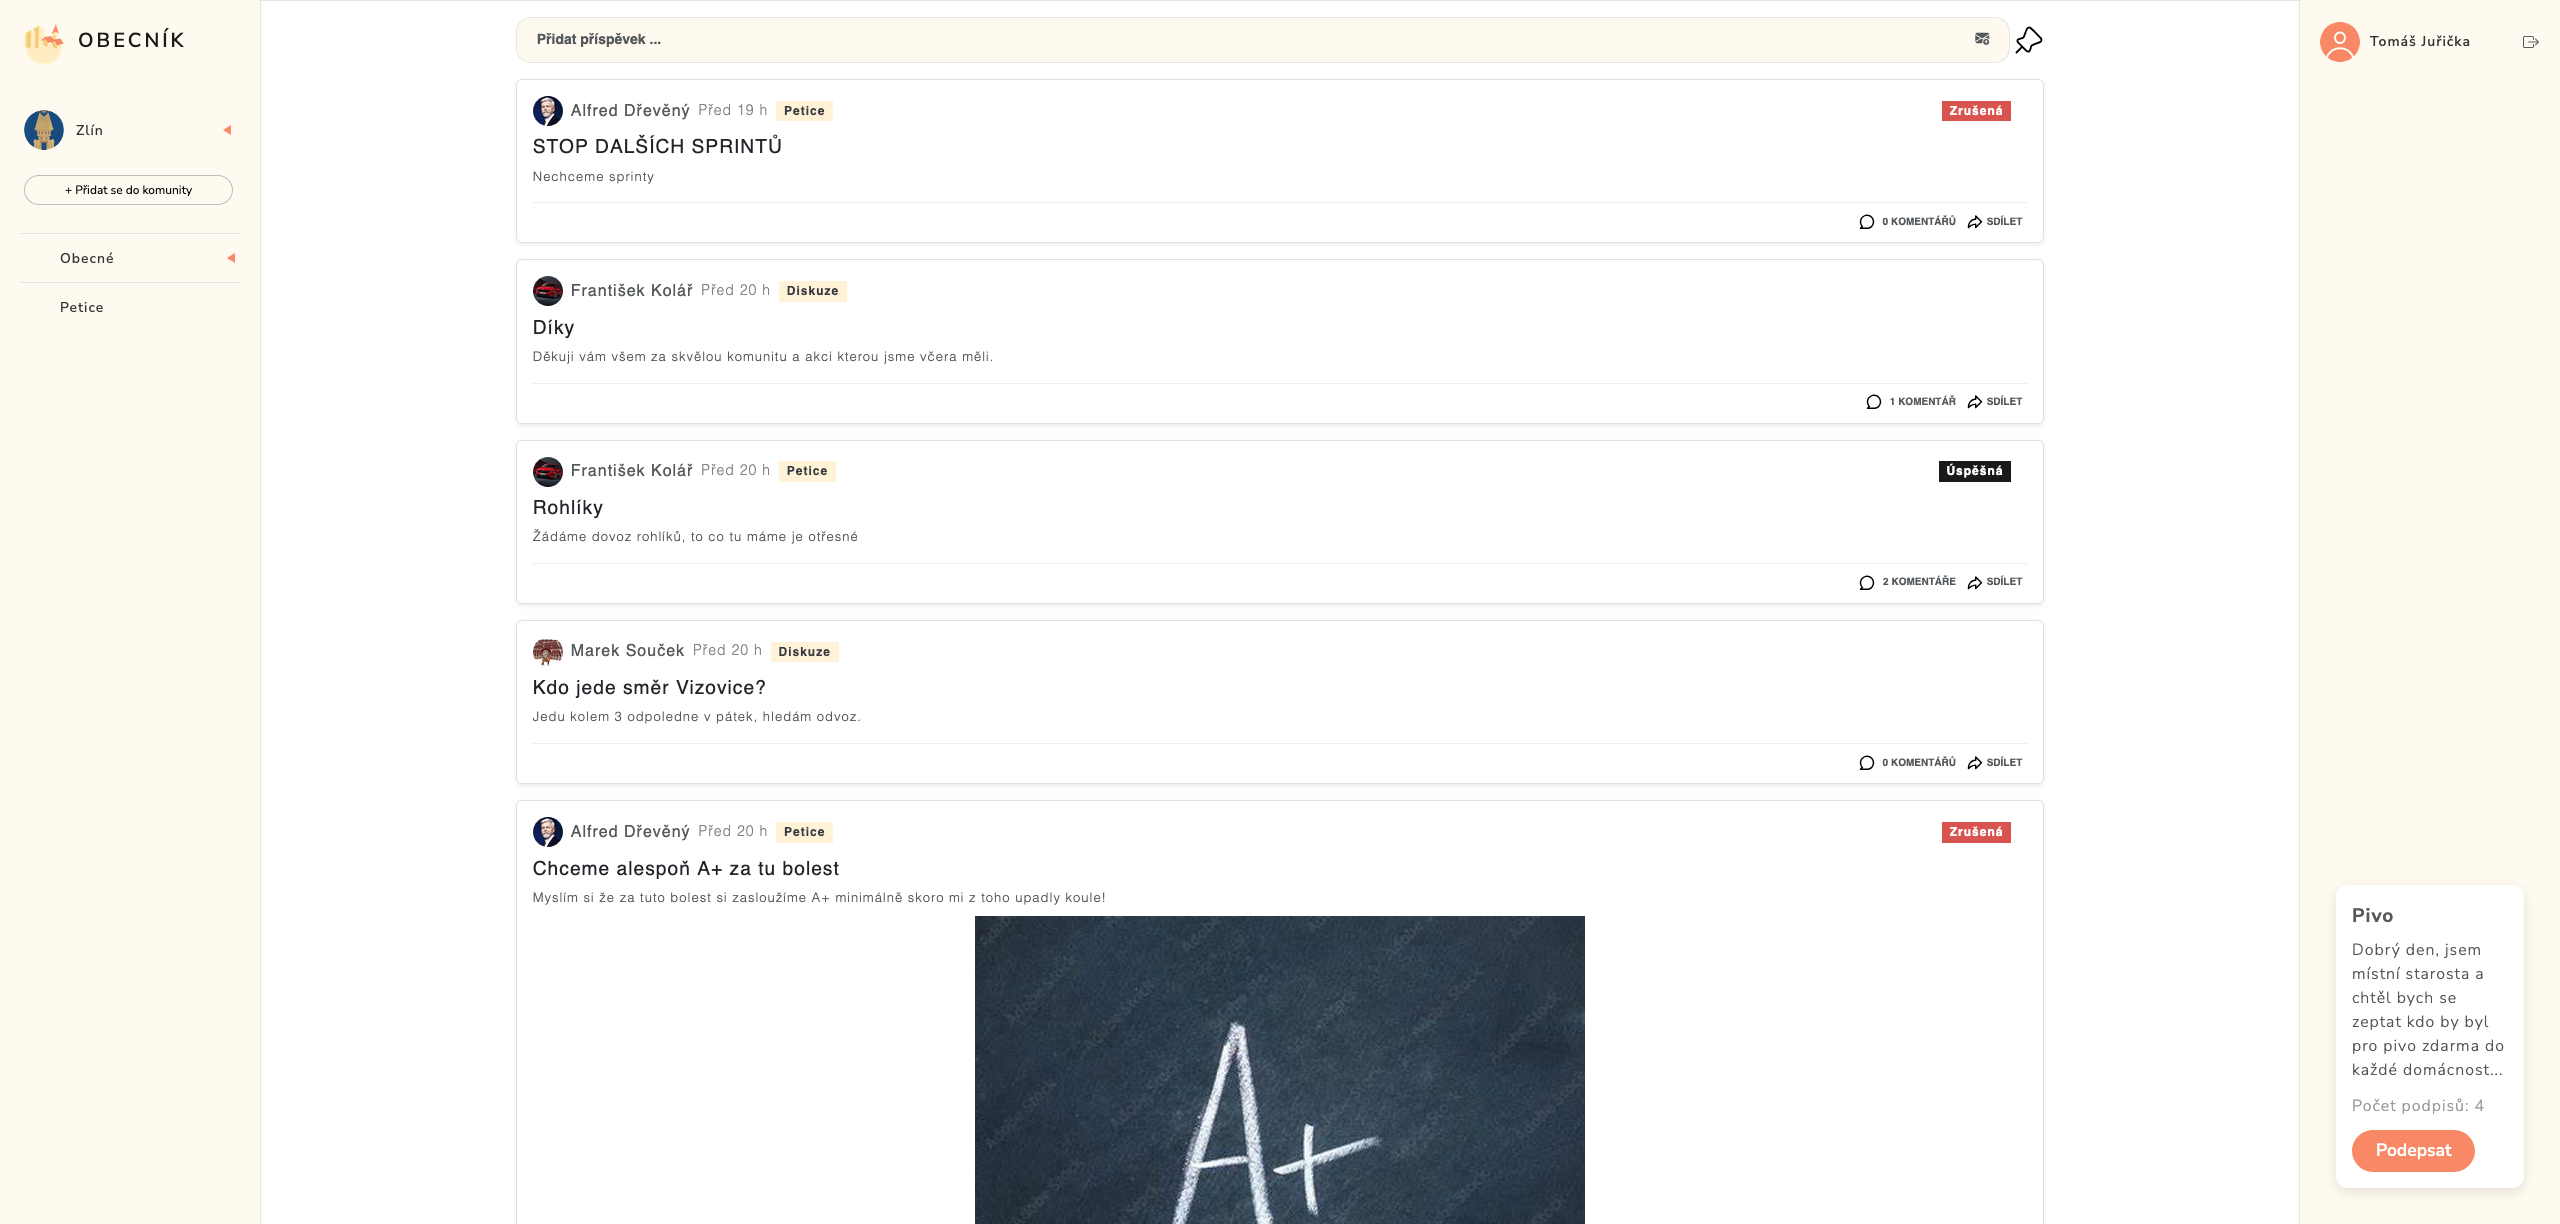 OBECNÍK
Zlín
+ Přidat se do komunity
Obecné
Petice
Přidat příspěvek ...
Alfred Dřevěný Před 19 h Petice Zrušená
STOP DALŠÍCH SPRINTŮ
Nechceme sprinty
0 KOMENTÁŘŮ SDÍLET
František Kolář Před 20 h Diskuze
Díky
Děkuji vám všem za skvělou komunitu a akci kterou jsme včera měli.
1 KOMENTÁŘ SDÍLET
František Kolář Před 20 h Petice Úspěšná
Rohlíky
Žádáme dovoz rohlíků, to co tu máme je otřesné
2 KOMENTÁŘE SDÍLET
Marek Souček Před 20 h Diskuze
Kdo jede směr Vizovice?
Jedu kolem 3 odpoledne v pátek, hledám odvoz.
0 KOMENTÁŘŮ SDÍLET
Alfred Dřevěný Před 20 h Petice Zrušená
Chceme alespoň A+ za tu bolest
Myslím si že za tuto bolest si zasloužíme A+ minimálně skoro mi z toho upadly koule!
A+
Tomáš Juřička
Pivo
Dobrý den, jsem
místní starosta a
chtěl bych se
zeptat kdo by byl
pro pivo zdarma do
každé domácnost...
Počet podpisů: 4
Podepsat